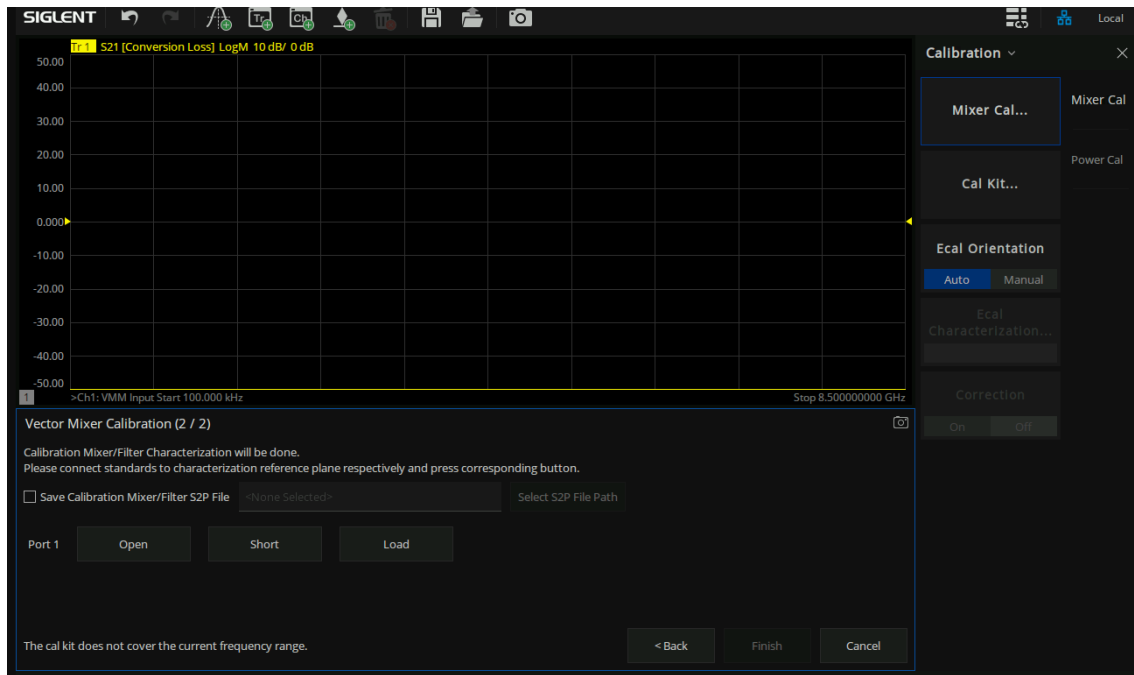 SIGLENT
Tr
Ch
Local
Tr 1 S21 [Conversion Loss] LogM 10 dB/ 0 dB
50.00
40.00
30.00
20.00
10.00
0.000
-10.00
-20.00
-30.00
-40.00
-50.00
1 >Ch1: VMM Input Start 100.000 kHz Stop 8.500000000 GHz
Calibration
Mixer Cal...
Mixer Cal
Power Cal
Cal Kit...
Ecal Orientation
Auto Manual
Ecal
Characterization...
Correction
On Off
Vector Mixer Calibration (2 / 2)
Calibration Mixer/Filter Characterization will be done.
Please connect standards to characterization reference plane respectively and press corresponding button.
Save Calibration Mixer/Filter S2P File <None Selected> Select S2P File Path
Port 1 Open Short Load
The cal kit does not cover the current frequency range. < Back Finish Cancel